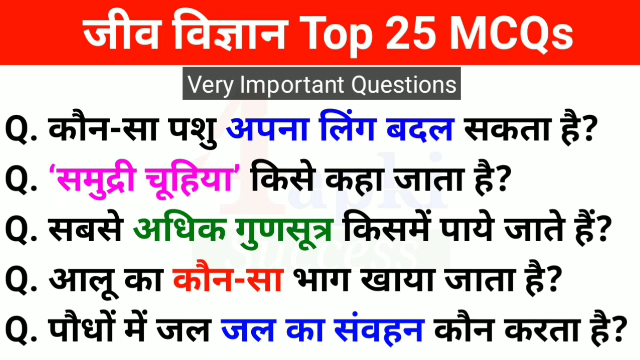 जीव विज्ञान Top 25 MCQs
Very Important Questions
Q. कौन-सा पशु अपना लिंग बदल सकता है?
Q. ‘समुद्री चूहिया’ किसे कहा जाता है?
Q. सबसे अधिक गुणसूत्र किसमें पाये जाते हैं?
Q. आलू का कौन-सा भाग खाया जाता है?
Q. पौधों में जल जल का संवहन कौन करता है?